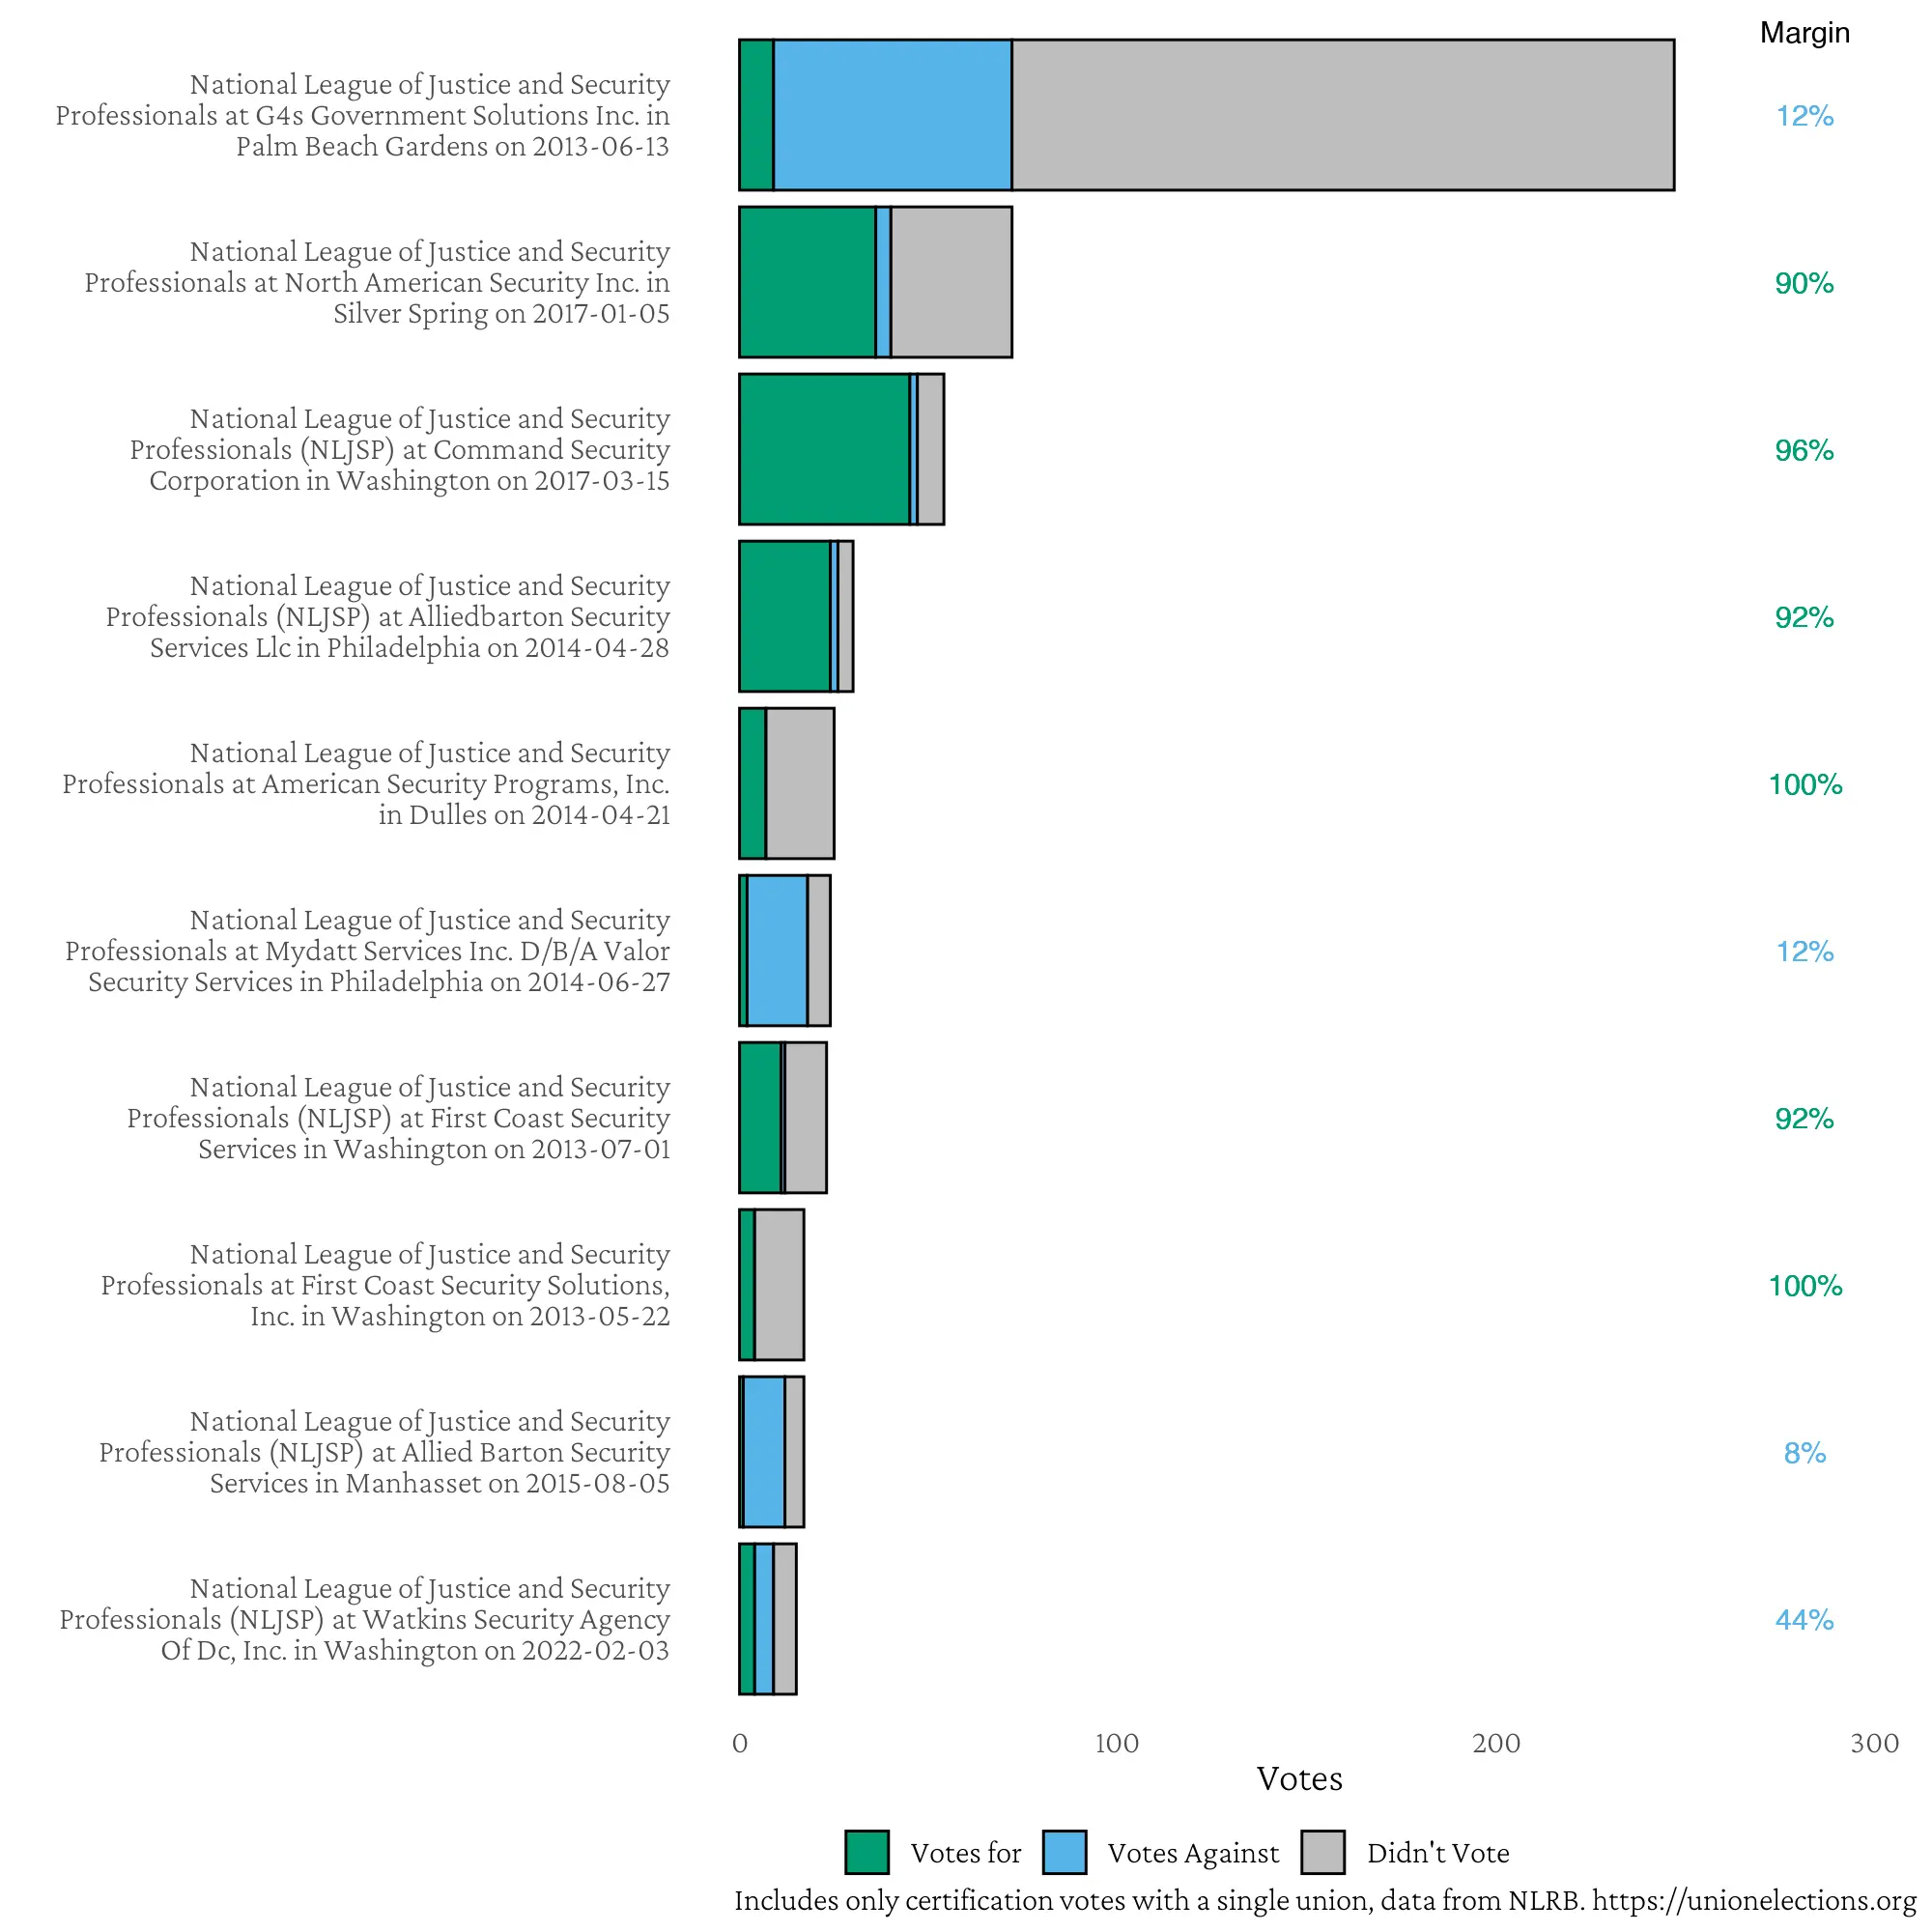 Margin
National League of Justice and Security
Professionals at G4s Government Solutions Inc. in
Palm Beach Gardens on 2013-06-13
12%
National League of Justice and Security
Professionals at North American Security Inc. in
Silver Spring on 2017-01-05
90%
National League of Justice and Security
Professionals (NLJSP) at Command Security
Corporation in Washington on 2017-03-15
96%
National League of Justice and Security
Professionals (NLJSP) at Alliedbarton Security
Services Llc in Philadelphia on 2014-04-28
92%
National League of Justice and Security
Professionals at American Security Programs, Inc.
in Dulles on 2014-04-21
100%
National League of Justice and Security
Professionals at Mydatt Services Inc. D/B/A Valor
Security Services in Philadelphia on 2014-06-27
12%
National League of Justice and Security
Professionals (NLJSP) at First Coast Security
Services in Washington on 2013-07-01
92%
National League of Justice and Security
Professionals at First Coast Security Solutions,
Inc. in Washington on 2013-05-22
100%
National League of Justice and Security
Professionals (NLJSP) at Allied Barton Security
Services in Manhasset on 2015-08-05
8%
National League of Justice and Security
Professionals (NLJSP) at Watkins Security Agency
Of Dc, Inc. in Washington on 2022-02-03
44%
0 100 200 300
Votes
Votes for Votes Against Didn't Vote
Includes only certification votes with a single union, data from NLRB. https://unionelections.org